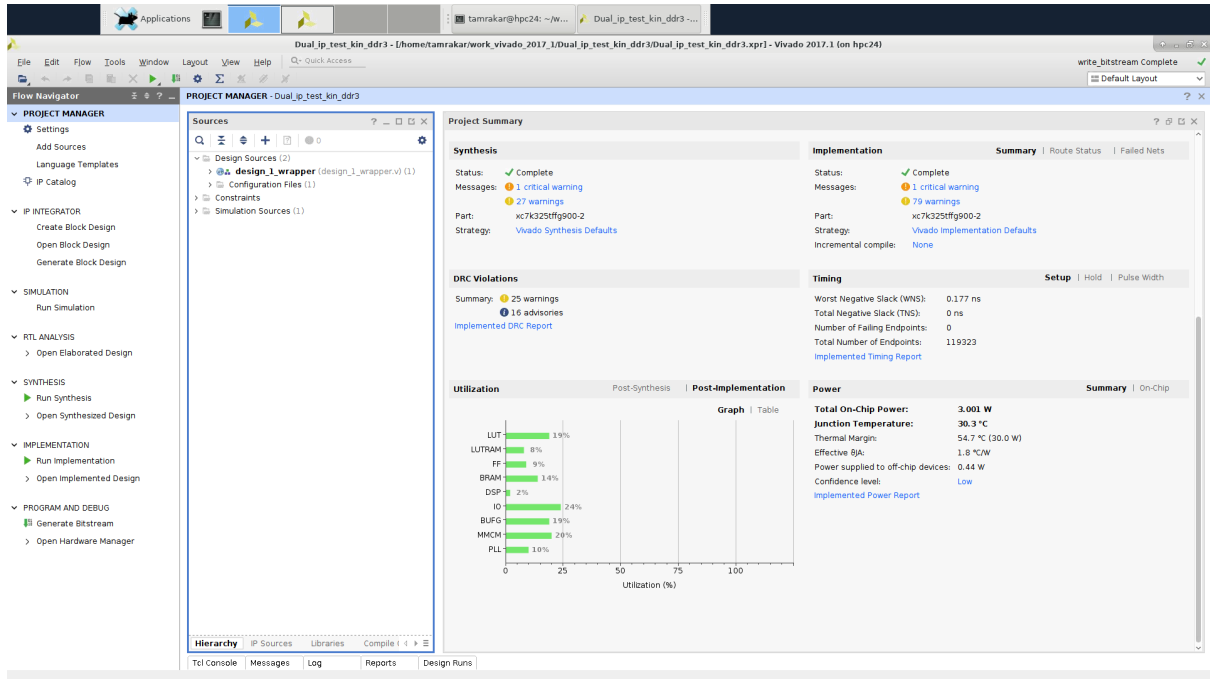 Applications
tamrakar@hpc24: ~/w...
Dual_ip_test_kin_ddr3 -...
Dual_ip_test_kin_ddr3 - [/home/tamrakar/work_vivado_2017_1/Dual_ip_test_kin_ddr3/Dual_ip_test_kin_ddr3.xpr] - Vivado 2017.1 (on hpc24)
File Edit Flow Tools Window Layout View Help Quick Access
write_bitstream Complete
Default Layout
Flow Navigator
PROJECT MANAGER - Dual_ip_test_kin_ddr3
PROJECT MANAGER
Settings
Add Sources
Language Templates
IP Catalog
IP INTEGRATOR
Create Block Design
Open Block Design
Generate Block Design
SIMULATION
Run Simulation
RTL ANALYSIS
Open Elaborated Design
SYNTHESIS
Run Synthesis
Open Synthesized Design
IMPLEMENTATION
Run Implementation
Open Implemented Design
PROGRAM AND DEBUG
Generate Bitstream
Open Hardware Manager
Sources
0
Design Sources (2)
design_1_wrapper (design_1_wrapper.v) (1)
Configuration Files (1)
Constraints
Simulation Sources (1)
Hierarchy IP Sources Libraries Compile
Tcl Console Messages Log Reports Design Runs
Project Summary
Synthesis
Status: Complete
Messages: 1 critical warning
27 warnings
Part: xc7k325tffg900-2
Strategy: Vivado Synthesis Defaults
Implementation Summary | Route Status | Failed Nets
Status: Complete
Messages: 1 critical warning
79 warnings
Part: xc7k325tffg900-2
Strategy: Vivado Implementation Defaults
Incremental compile: None
DRC Violations
Summary: 25 warnings
16 advisories
Implemented DRC Report
Timing Setup | Hold | Pulse Width
Worst Negative Slack (WNS): 0.177 ns
Total Negative Slack (TNS): 0 ns
Number of Failing Endpoints: 0
Total Number of Endpoints: 119323
Implemented Timing Report
Utilization Post-Synthesis | Post-Implementation
Graph | Table
LUT 19%
LUTRAM 8%
FF 9%
BRAM 14%
DSP 2%
IO 24%
BUFG 19%
MMCM 20%
PLL 10%
0 25 50 75 100
Utilization (%)
Power Summary | On-Chip
Total On-Chip Power: 3.001 W
Junction Temperature: 30.3 °C
Thermal Margin: 54.7 °C (30.0 W)
Effective θJA: 1.8 °C/W
Power supplied to off-chip devices: 0.44 W
Confidence level: Low
Implemented Power Report